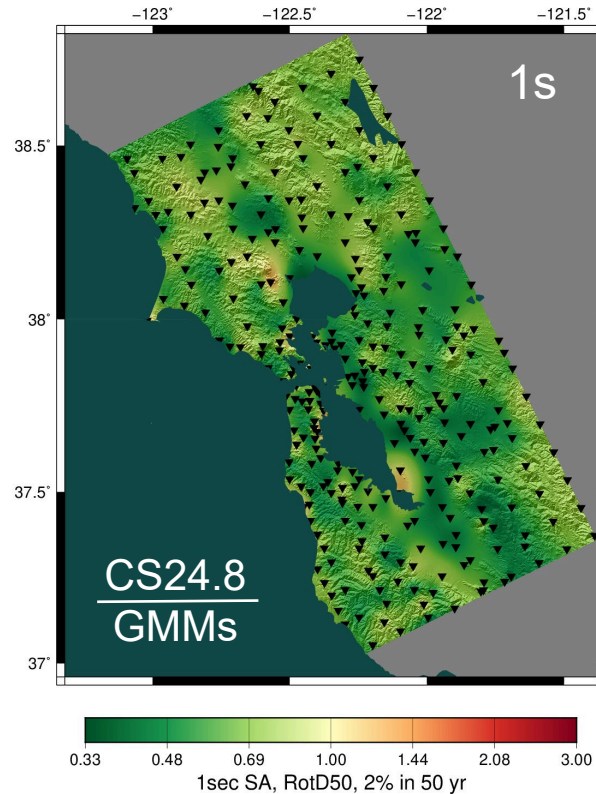 −123˚ −122.5˚ −122˚ −121.5˚
1s
38.5˚
38˚
37.5˚
37˚
CS24.8
GMMs
0.33 0.48 0.69 1.00 1.44 2.08 3.00
1sec SA, RotD50, 2% in 50 yr